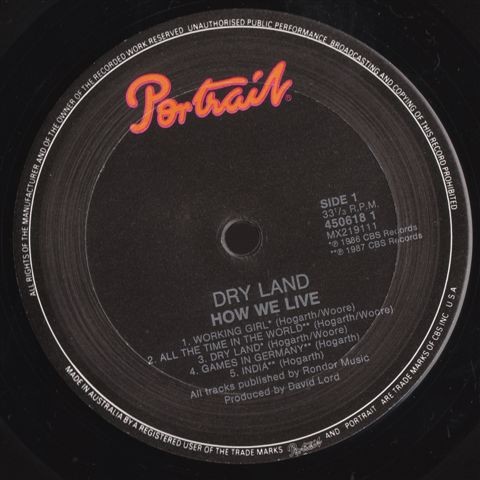 ALL RIGHTS OF THE MANUFACTURER AND OF THE OWNER OF THE RECORDED WORK RESERVED. UNAUTHORISED PUBLIC PERFORMANCE, BROADCASTING AND COPYING OF THIS RECORD PROHIBITED
Portrait®
SIDE 1
33⅓ R.P.M.
450618 1
MX219111
*℗ 1986 CBS Records
**℗ 1987 CBS Records
DRY LAND
HOW WE LIVE
1. WORKING GIRL* (Hogarth/Woore)
2. ALL THE TIME IN THE WORLD** (Hogarth/Woore)
3. DRY LAND* (Hogarth/Woore)
4. GAMES IN GERMANY** (Hogarth)
5. INDIA** (Hogarth)
All tracks published by Rondor Music
Produced by David Lord
MADE IN AUSTRALIA BY A REGISTERED USER OF THE TRADE MARKS Portrait AND PORTRAIT ARE TRADE MARKS OF CBS INC U S A